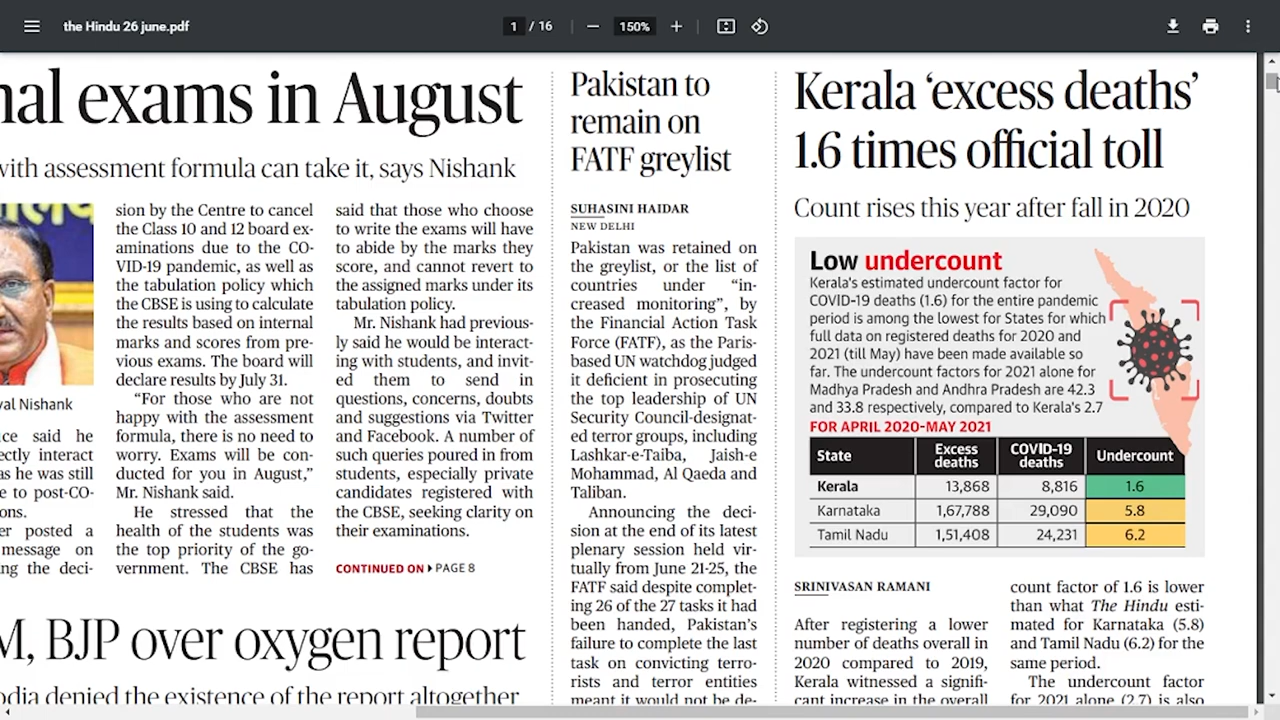 the Hindu 26 june.pdf
1 / 16
150%
nal exams in August
with assessment formula can take it, says Nishank
yal Nishank
ice said he
ectly interact
as he was still
e to post-CO-
ons.
er posted a
message on
ng the deci-
sion by the Centre to cancel
the Class 10 and 12 board ex-
aminations due to the CO-
VID-19 pandemic, as well as
the tabulation policy which
the CBSE is using to calculate
the results based on internal
marks and scores from pre-
vious exams. The board will
declare results by July 31.
“For those who are not
happy with the assessment
formula, there is no need to
worry. Exams will be con-
ducted for you in August,”
Mr. Nishank said.
He stressed that the
health of the students was
the top priority of the go-
vernment. The CBSE has
said that those who choose
to write the exams will have
to abide by the marks they
score, and cannot revert to
the assigned marks under its
tabulation policy.
Mr. Nishank had previous-
ly said he would be interact-
ing with students, and invit-
ed them to send in
questions, concerns, doubts
and suggestions via Twitter
and Facebook. A number of
such queries poured in from
students, especially private
candidates registered with
the CBSE, seeking clarity on
their examinations.
CONTINUED ON PAGE 8
M, BJP over oxygen report
odia denied the existence of the report altogether
Pakistan to
remain on
FATF greylist
SUHASINI HAIDAR
NEW DELHI
Pakistan was retained on
the greylist, or the list of
countries under “in-
creased monitoring”, by
the Financial Action Task
Force (FATF), as the Paris-
based UN watchdog judged
it deficient in prosecuting
the top leadership of UN
Security Council-designat-
ed terror groups, including
Lashkar-e-Taiba, Jaish-e
Mohammad, Al Qaeda and
Taliban.
Announcing the deci-
sion at the end of its latest
plenary session held vir-
tually from June 21-25, the
FATF said despite complet-
ing 26 of the 27 tasks it had
been handed, Pakistan’s
failure to complete the last
task on convicting terro-
rists and terror entities
meant it would not be de-
Kerala ‘excess deaths’
1.6 times official toll
Count rises this year after fall in 2020
Low undercount
Kerala's estimated undercount factor for
COVID-19 deaths (1.6) for the entire pandemic
period is among the lowest for States for which
full data on registered deaths for 2020 and
2021 (till May) have been made available so
far. The undercount factors for 2021 alone for
Madhya Pradesh and Andhra Pradesh are 42.3
and 33.8 respectively, compared to Kerala's 2.7
FOR APRIL 2020-MAY 2021
State Excess deaths COVID-19 deaths Undercount
Kerala 13,868 8,816 1.6
Karnataka 1,67,788 29,090 5.8
Tamil Nadu 1,51,408 24,231 6.2
SRINIVASAN RAMANI
After registering a lower
number of deaths overall in
2020 compared to 2019,
Kerala witnessed a signifi-
cant increase in the overall
count factor of 1.6 is lower
than what The Hindu esti-
mated for Karnataka (5.8)
and Tamil Nadu (6.2) for the
same period.
The undercount factor
for 2021 alone (2.7) is also